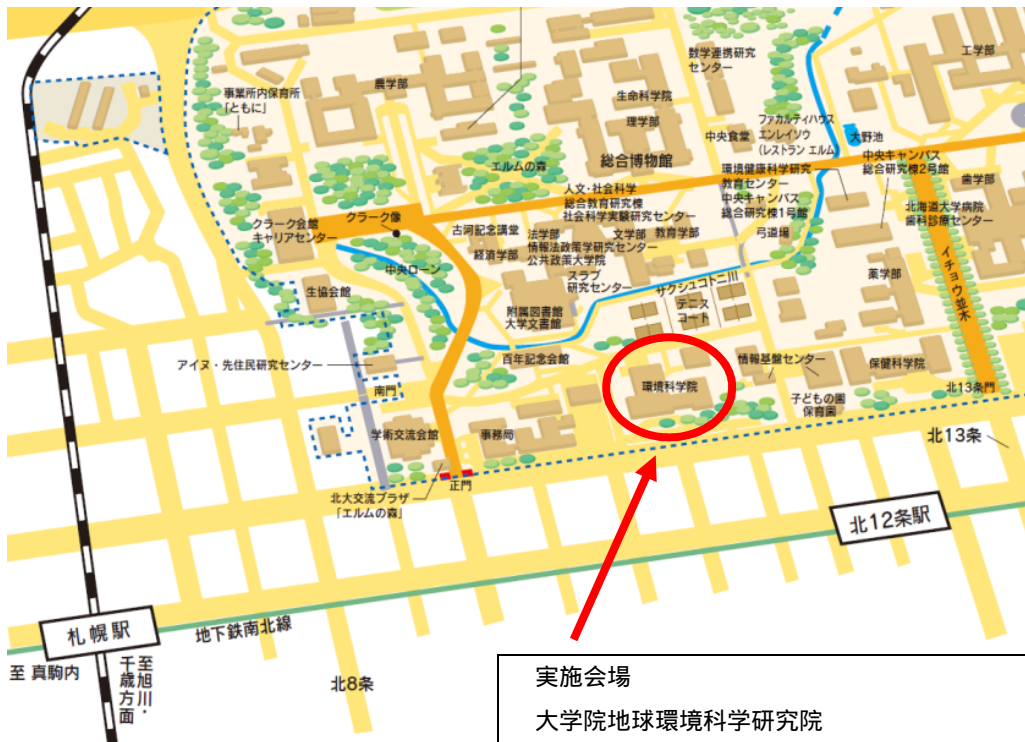 数学連携研究
センター
工学部
農学部
事業所内保育所
「ともに」
生命科学院
理学部
ファカルティハウス
エンレイソウ
(レストラン エルム)
中央食堂
大野池
総合博物館
エルムの森
中央キャンパス
総合研究棟2号館
環境健康科学研究
教育センター
中央キャンパス
総合研究棟1号館
歯学部
人文・社会科学
総合教育研究棟
社会科学実験研究センター
北海道大学病院
歯科診療センター
クラーク会館
キャリアセンター
クラーク像
古河記念講堂
法学部
文学部
教育学部
弓道場
情報法政策学研究センター
公共政策大学院
経済学部
スラブ
研究センター
中央ローン
薬学部
イチョウ並木
サクシュコトニ川
テニス
コート
生協会館
附属図書館
大学文書館
百年記念会館
情報基盤センター
保健科学院
アイヌ・先住民研究センター
環境科学院
南門
子どもの園
保育園
北13条門
学術交流会館
事務局
北13条
正門
北大交流プラザ
「エルムの森」
北12条駅
札幌駅
地下鉄南北線
至 真駒内
至旭川・
千歳方面
北8条
実施会場
大学院地球環境科学研究院